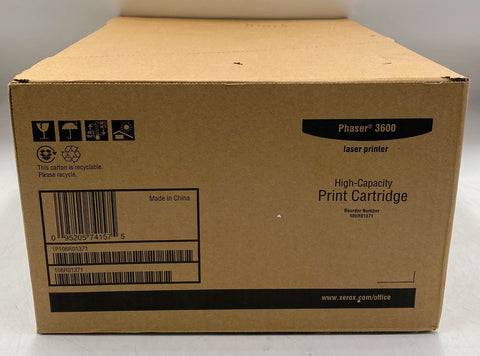 Phaser® 3600
laser printer
High-Capacity
Print Cartridge
Reorder Number
106R01371
This carton is recyclable.
Please recycle.
Made in China
0 95205 74157 5
1P106R01371
106R01371
www.xerox.com/office